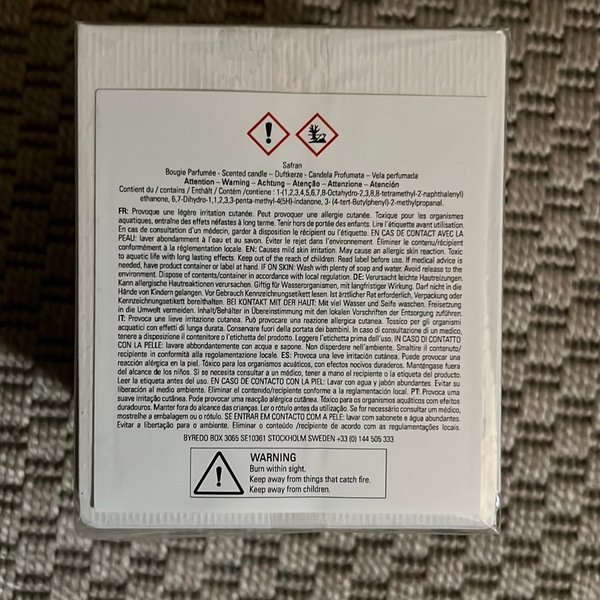 Safran
Bougie Parfumée - Scented candle - Duftkerze - Candela Profumata - Vela perfumada
Attention - Warning - Achtung - Atenção - Attenzione - Atención
Contient du / contains / Enthält / Contém /contiene : 1-(1,2,3,4,5,6,7,8-Octahydro-2,3,8,8-tetramethyl-2-naphthalenyl)
ethanone, 6,7-Dihydro-1,1,2,3,3-penta-methyl-4(5H)-indanone, 3- (4-tert-Butylphenyl)-2-methylpropanal.
FR: Provoque une légère irritation cutanée. Peut provoquer une allergie cutanée. Toxique pour les organismes
aquatiques, entraîne des effets néfastes à long terme. Tenir hors de portée des enfants. Lire l'étiquette avant utilisation.
En cas de consultation d'un médecin, garder à disposition le récipient ou l'étiquette. EN CAS DE CONTACT AVEC LA
PEAU: laver abondamment à l'eau et au savon. Eviter le rejet dans l'environnement. Eliminer le contenu/récipient
conformément à la réglementation locale. EN: Causes mild skin irritation. May cause an allergic skin reaction. Toxic
to aquatic life with long lasting effects. Keep out of the reach of children. Read label before use. If medical advice is
needed, have product container or label at hand. IF ON SKIN: Wash with plenty of soap and water. Avoid release to the
environment. Dispose of contents/container in accordance with local regulation. DE: Verursacht leichte Hautreizungen.
Kann allergische Hautreaktionen verursachen. Giftig für Wasserorganismen, mit langfristiger Wirkung. Darf nicht in die
Hände von Kindern gelangen. Vor Gebrauch Kennzeichnungsetikett lesen. Ist ärztlicher Rat erforderlich, Verpackung oder
Kennzeichnungsetikett bereithalten. BEI KONTAKT MIT DER HAUT: Mit viel Wasser und Seife waschen. Freisetzung
in die Umwelt vermeiden. Inhalt/Behälter in Übereinstimmung mit den lokalen Vorschriften der Entsorgung zuführen.
IT: Provoca una lieve irritazione cutanea. Può provocare una reazione allergica cutanea. Tossico per gli organismi
acquatici con effetti di lunga durata. Conservare fuori della portata dei bambini. In caso di consultazione di un medico,
tenere a disposizione il contenitore o l'etichetta del prodotto. Leggere l'etichetta prima dell'uso. IN CASO DI CONTATTO
CON LA PELLE: lavare abbondantemente con acqua e sapone. Non disperdere nell'ambiente. Smaltire il contenuto/
recipiente in conformità alla regolamentazione locale. ES: Provoca una leve irritación cutánea. Puede provocar una
reacción alérgica en la piel. Tóxico para los organismos acuáticos, con efectos nocivos duraderos. Manténgase fuera
del alcance de los niños. Si se necesita consultar a un médico, tener a mano el recipiente o la etiqueta del producto.
Leer la etiqueta antes del uso. EN CASO DE CONTACTO CON LA PIEL: Lavar con agua y jabón abundantes. Evitar su
liberación al medio ambiente. Eliminar el contenido/recipiente conforme a la reglamentación local. PT: Provoca uma
suave irritação cutânea. Pode provocar uma reação alérgica cutânea. Tóxico para os organismos aquáticos com efeitos
duradouros. Manter fora do alcance das crianças. Ler o rótulo antes da utilização. Se for necessário consultar um médico,
mostrelhe a embalagem ou o rótulo. SE ENTRAR EM CONTACTO COM A PELE: lavar com sabonete e água abundantes.
Evitar a libertação para o ambiente. Eliminar o conteúdo/recipiente de acordo com as regulamentações locais.
BYREDO BOX 3065 SE10361 STOCKHOLM SWEDEN +33 (0) 144 505 333
WARNING
Burn within sight.
Keep away from things that catch fire.
Keep away from children.